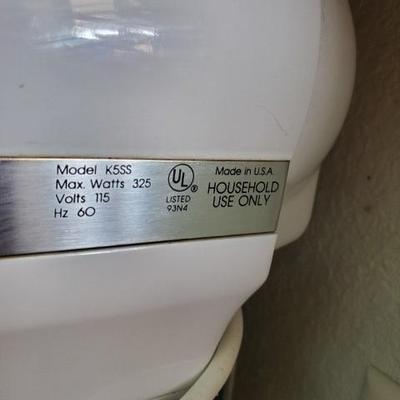 Model K5SS
Max. Watts 325
Volts 115
Hz 60
UL
®
LISTED
93N4
Made in U.S.A.
HOUSEHOLD
USE ONLY